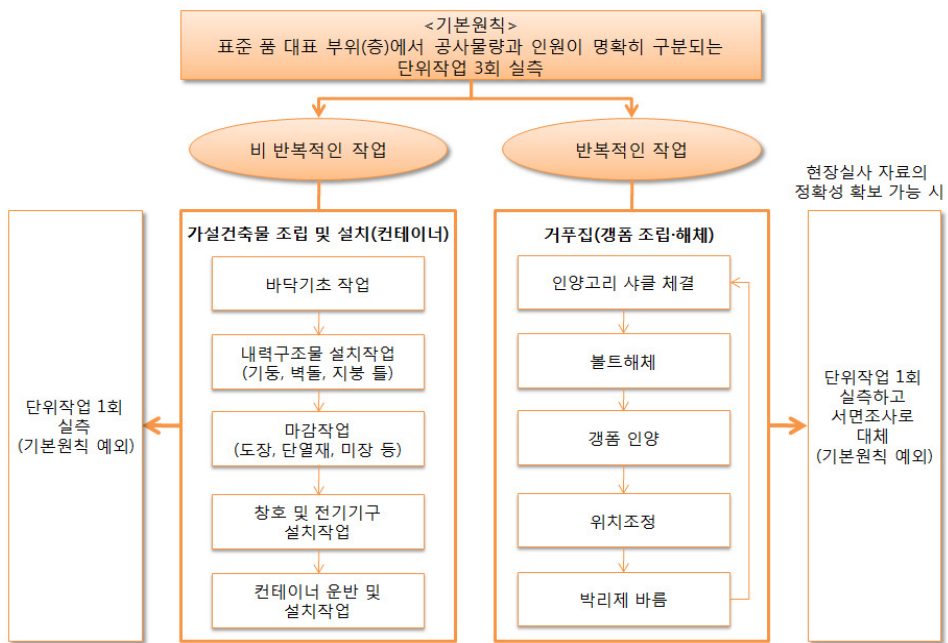 <기본원칙>
표준 품 대표 부위(층)에서 공사물량과 인원이 명확히 구분되는
단위작업 3회 실측
비 반복적인 작업
반복적인 작업
현장실사 자료의
정확성 확보 가능 시
가설건축물 조립 및 설치(컨테이너)
바닥기초 작업
내력구조물 설치작업
(기둥, 벽돌, 지붕 틀)
마감작업
(도장, 단열재, 미장 등)
창호 및 전기기구
설치작업
컨테이너 운반 및
설치작업
단위작업 1회
실측
(기본원칙 예외)
거푸집(갱폼 조립·해체)
인양고리 샤클 체결
볼트해체
갱폼 인양
위치조정
박리제 바름
단위작업 1회
실측하고
서면조사로
대체
(기본원칙 예외)